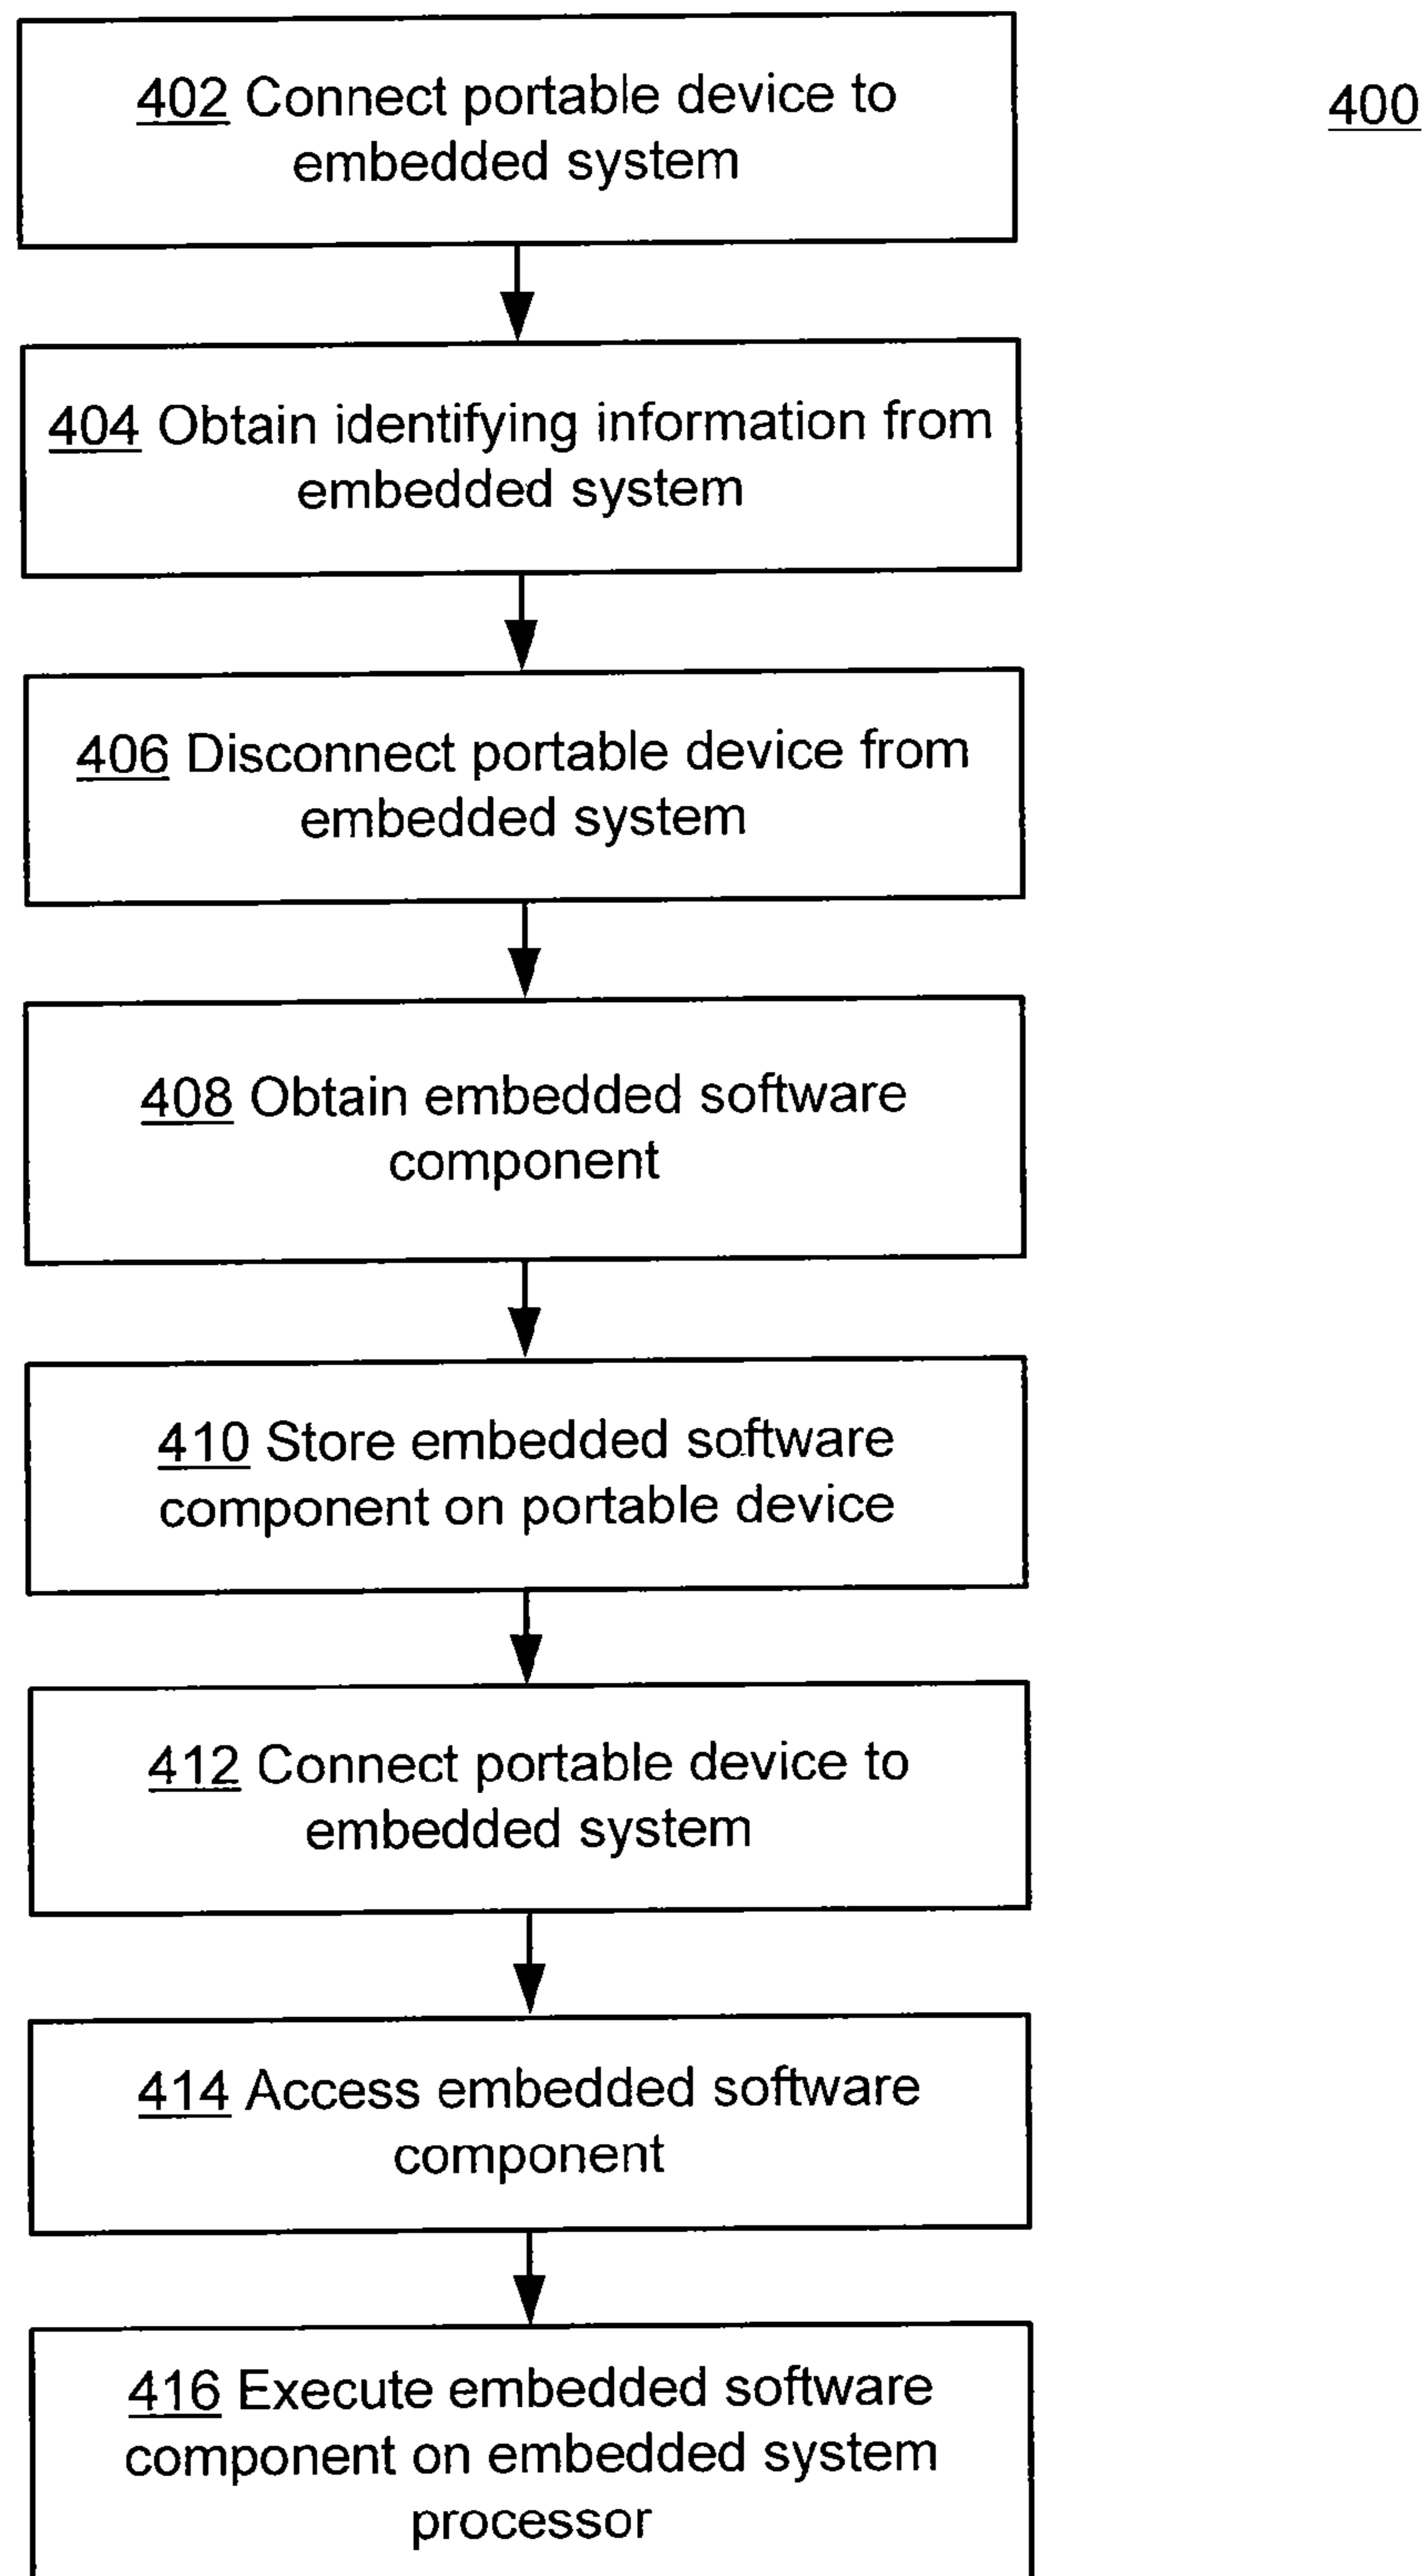 402 Connect portable device to
embedded system
400
404 Obtain identifying information from
embedded system
406 Disconnect portable device from
embedded system
408 Obtain embedded software
component
410 Store embedded software
component on portable device
412 Connect portable device to
embedded system
414 Access embedded software
component
416 Execute embedded software
component on embedded system
processor